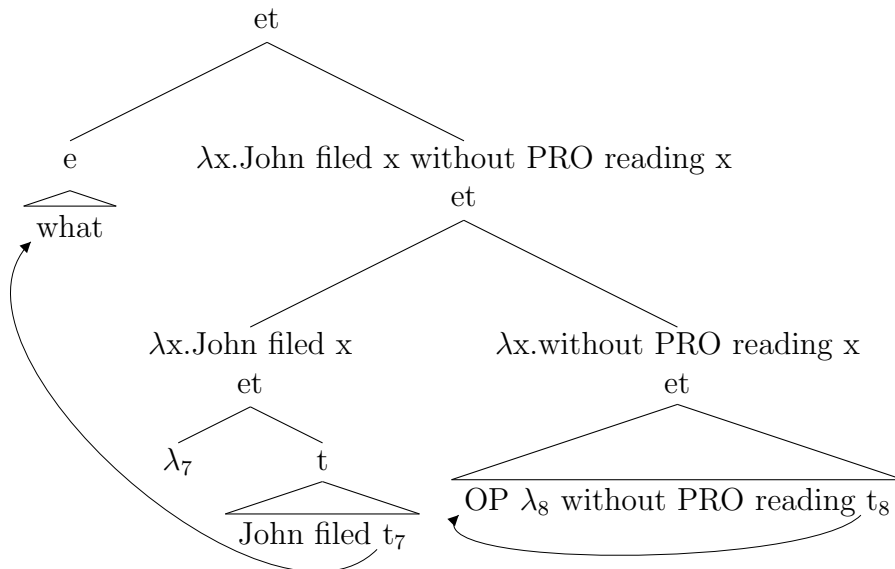 et
e
λx.John filed x without PRO reading x
et
what
λx.John filed x
λx.without PRO reading x
et
et
λ₇
t
OP λ₈ without PRO reading t₈
John filed t₇